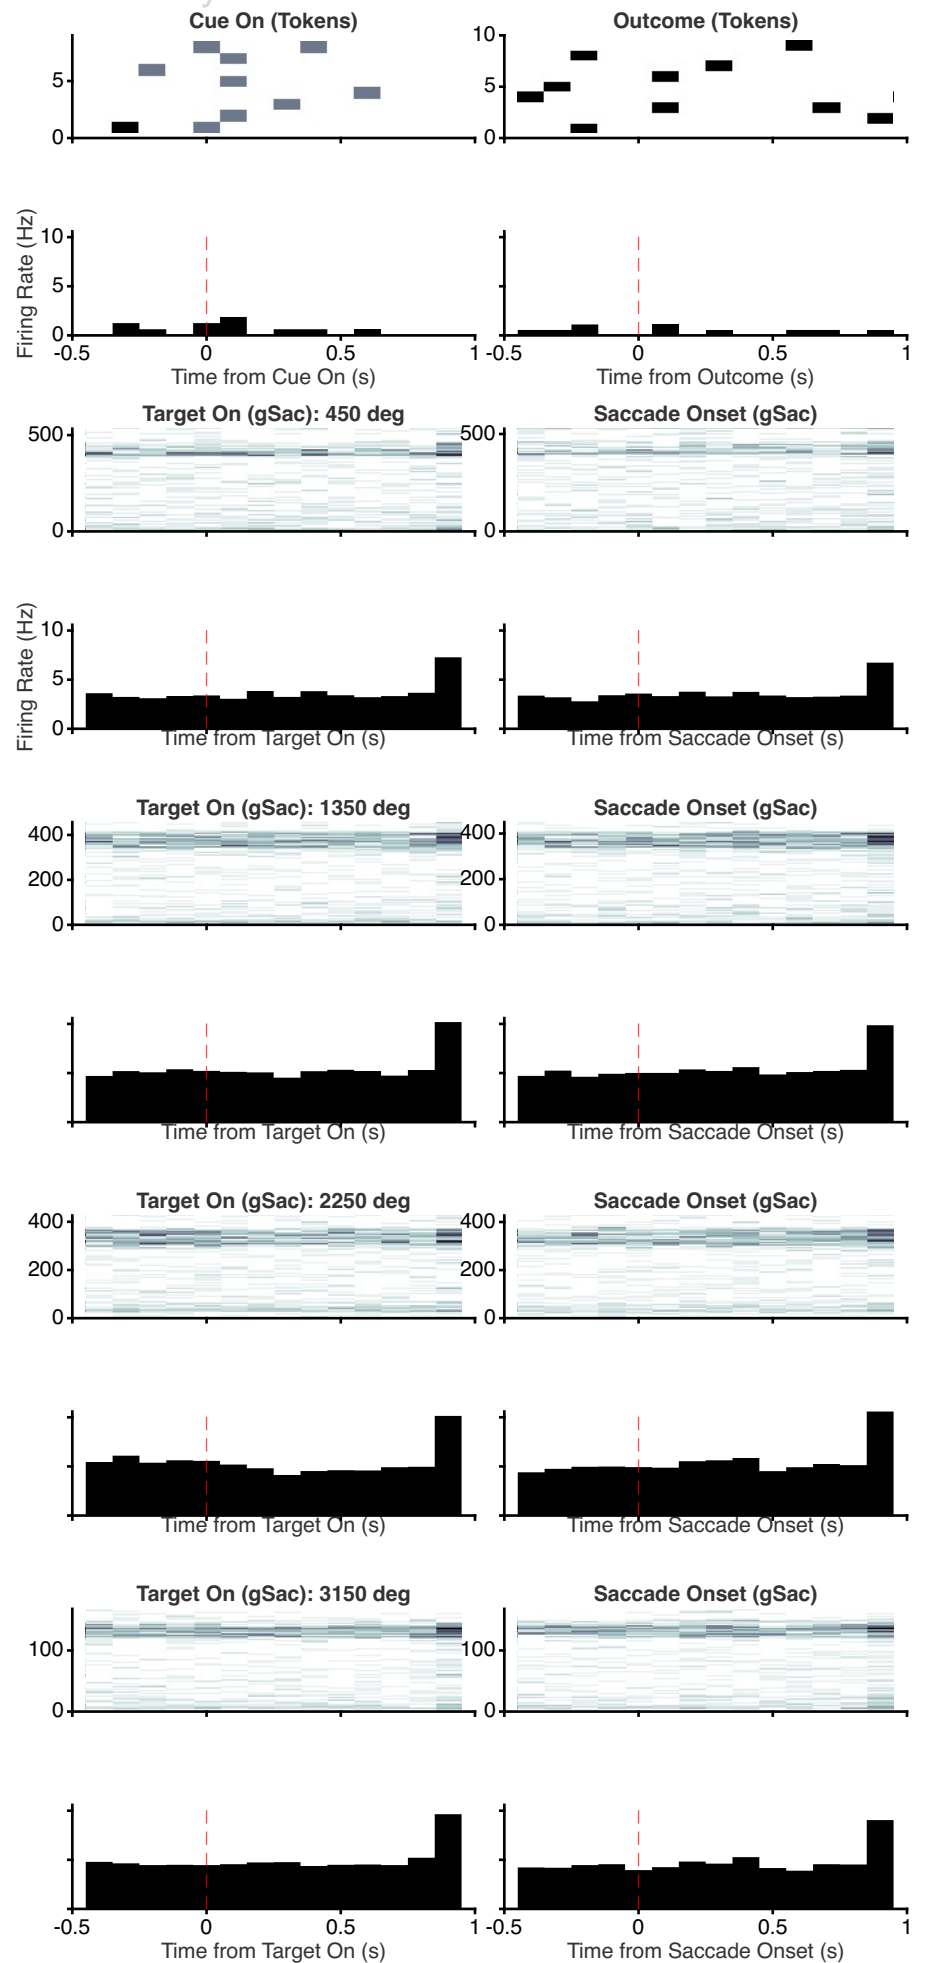 Cue On (Tokens)
Outcome (Tokens)
5
0
10
5
0
Firing Rate (Hz)
10
5
0
-0.5 0 0.5 1
-0.5 0 0.5 1
Time from Cue On (s)
Time from Outcome (s)
Target On (gSac): 450 deg
Saccade Onset (gSac)
500
0
500
0
Firing Rate (Hz)
10
5
0
Time from Target On (s)
Time from Saccade Onset (s)
Target On (gSac): 1350 deg
Saccade Onset (gSac)
400
200
0
400
200
0
Time from Target On (s)
Time from Saccade Onset (s)
Target On (gSac): 2250 deg
Saccade Onset (gSac)
400
200
0
400
200
0
Time from Target On (s)
Time from Saccade Onset (s)
Target On (gSac): 3150 deg
Saccade Onset (gSac)
100
0
100
0
-0.5 0 0.5 1
-0.5 0 0.5 1
Time from Target On (s)
Time from Saccade Onset (s)